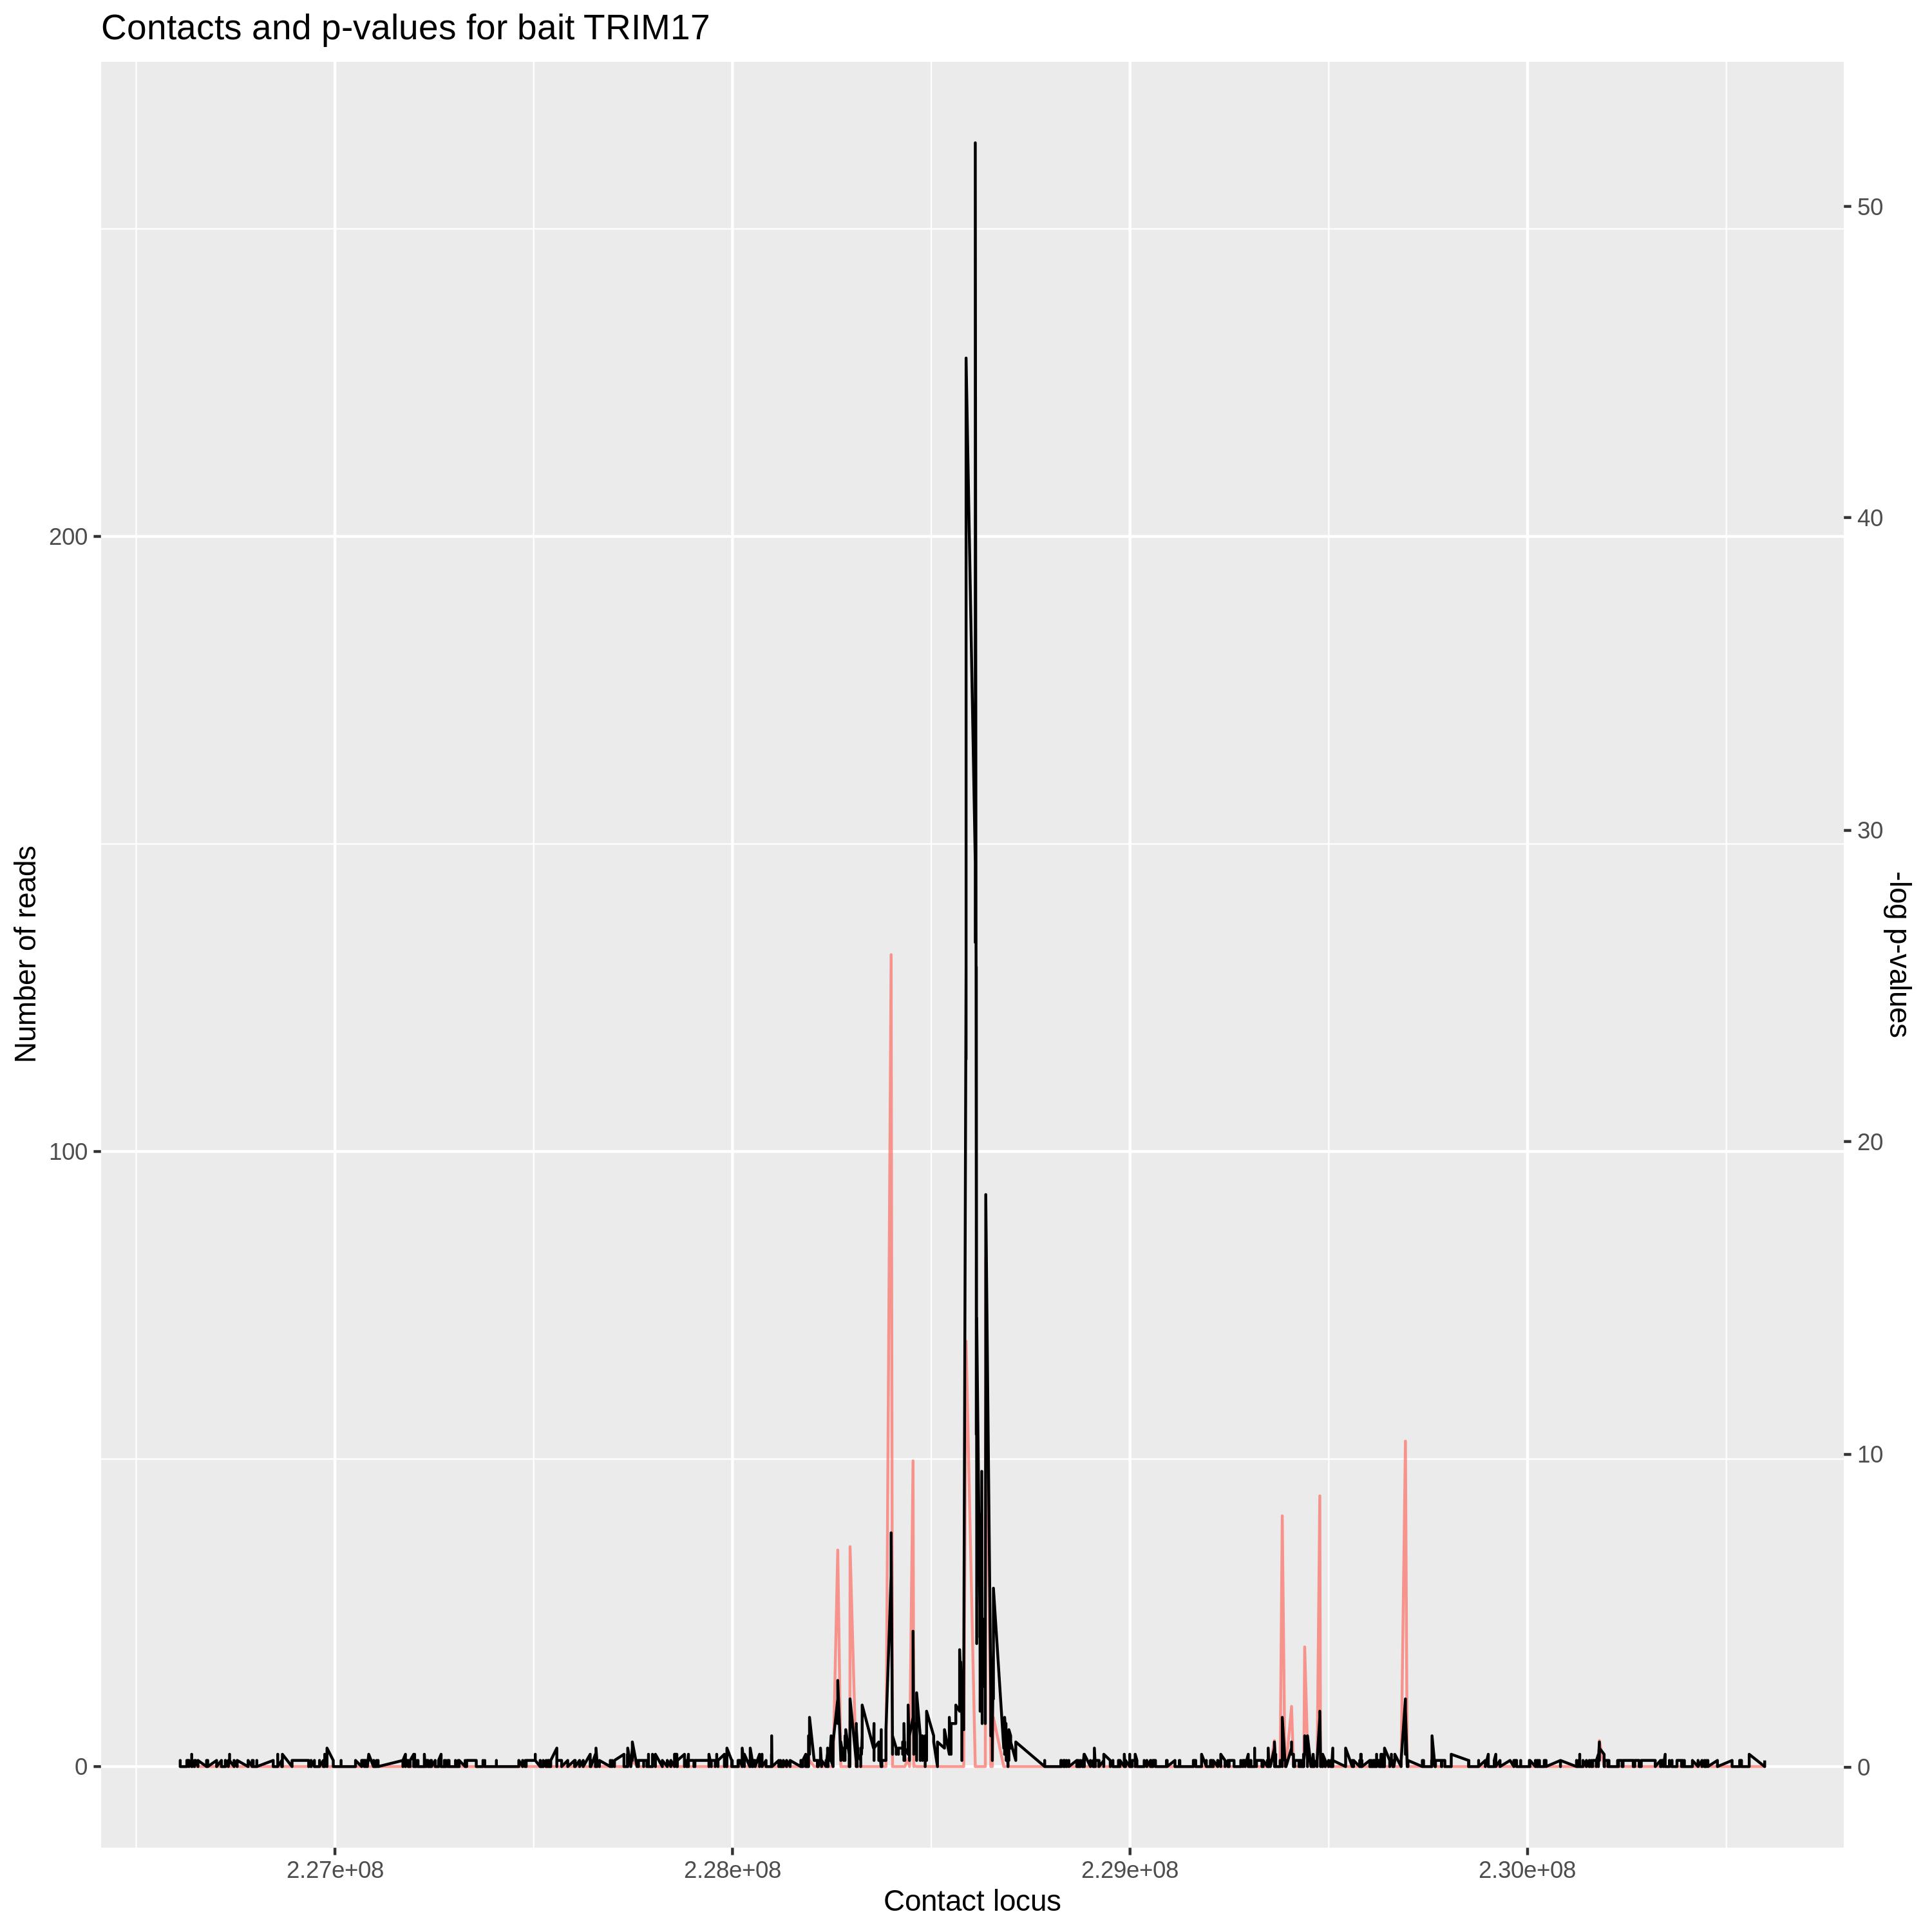 Contacts and p-values for bait TRIM17
Number of reads
200
100
0
50
40
30
20
10
0
-log p-values
2.27e+08
2.28e+08
2.29e+08
2.30e+08
Contact locus